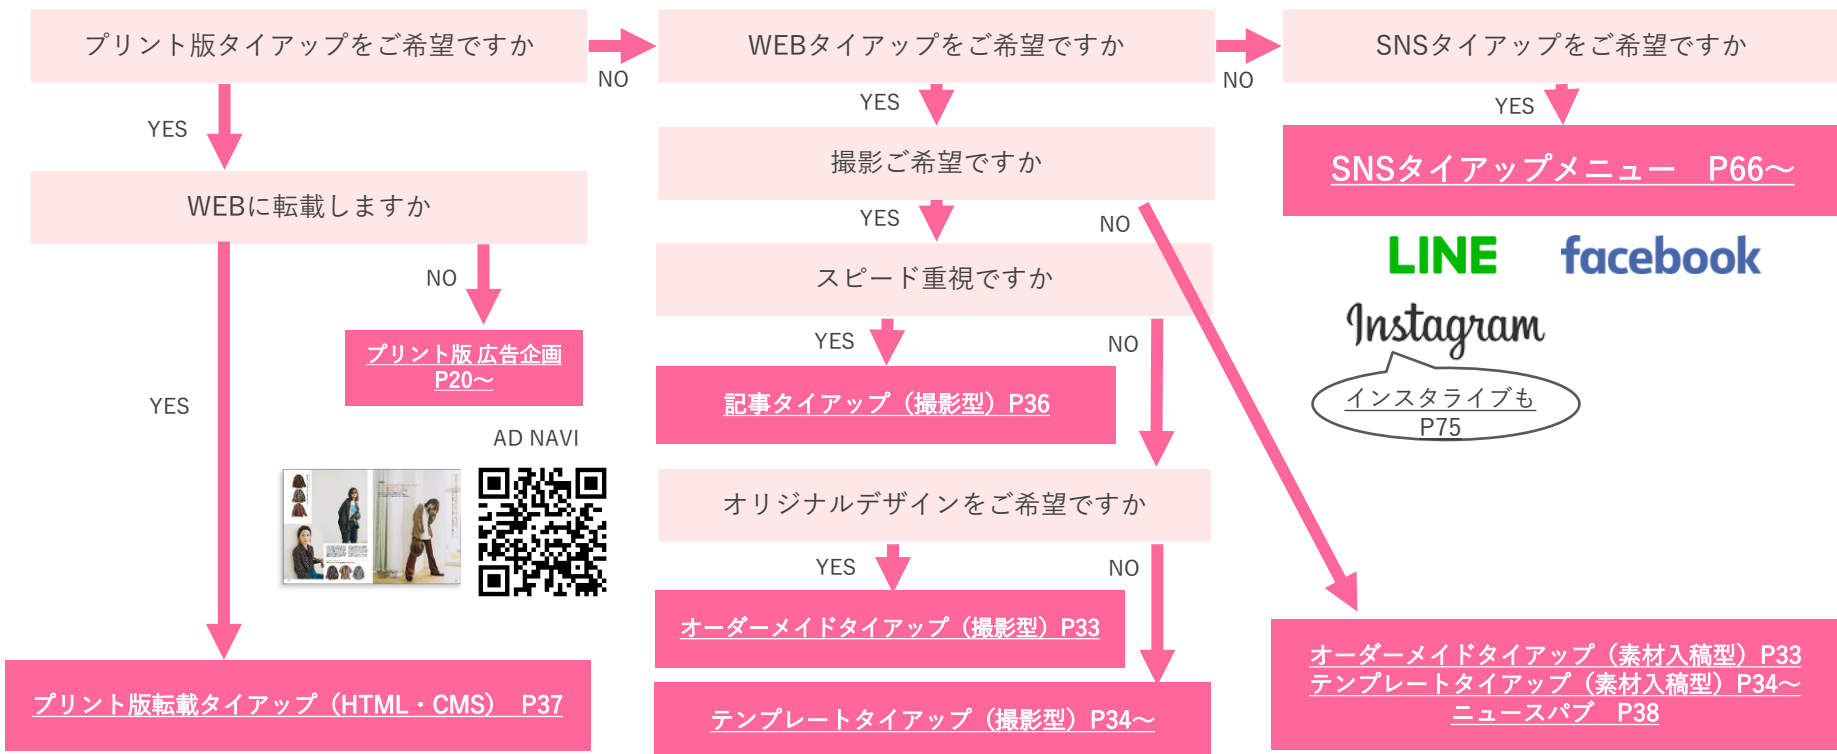 プリント版タイアップをご希望ですか
NO
WEBタイアップをご希望ですか
NO
SNSタイアップをご希望ですか
YES
WEBに転載しますか
YES
NO
プリント版 広告企画
P20～
AD NAVI
プリント版転載タイアップ（HTML・CMS）　P37
YES
撮影ご希望ですか
YES
NO
スピード重視ですか
YES
NO
記事タイアップ（撮影型）P36
オリジナルデザインをご希望ですか
YES
NO
オーダーメイドタイアップ（撮影型）P33
テンプレートタイアップ（撮影型）P34～
YES
SNSタイアップメニュー　P66～
LINE
facebook
Instagram
インスタライブも
P75
オーダーメイドタイアップ（素材入稿型）P33
テンプレートタイアップ（素材入稿型）P34～
ニュースパブ　P38